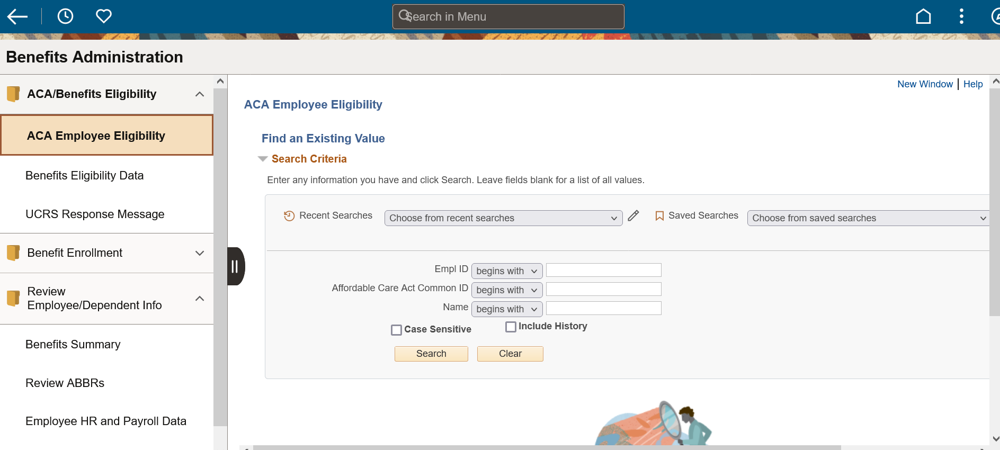 Search in Menu
Benefits Administration
ACA/Benefits Eligibility
ACA Employee Eligibility
Benefits Eligibility Data
UCRS Response Message
Benefit Enrollment
Review
Employee/Dependent Info
Benefits Summary
Review ABBRs
Employee HR and Payroll Data
New Window | Help
ACA Employee Eligibility
Find an Existing Value
Search Criteria
Enter any information you have and click Search. Leave fields blank for a list of all values.
Recent Searches Choose from recent searches Saved Searches Choose from saved searches
Empl ID begins with
Affordable Care Act Common ID begins with
Name begins with
Case Sensitive Include History
Search Clear